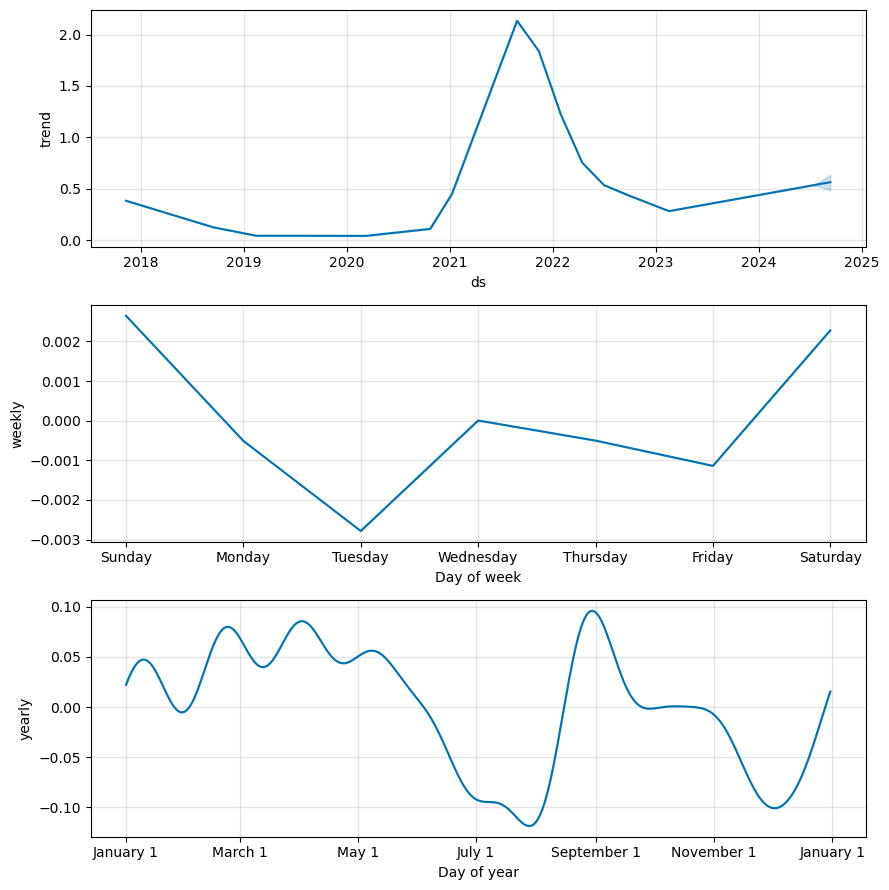 2.0
1.5
1.0
0.5
0.0
trend
2018 2019 2020 2021 2022 2023 2024 2025
ds
0.002
0.001
0.000
−0.001
−0.002
−0.003
weekly
Sunday Monday Tuesday Wednesday Thursday Friday Saturday
Day of week
0.10
0.05
0.00
−0.05
−0.10
yearly
January 1 March 1 May 1 July 1 September 1 November 1 January 1
Day of year